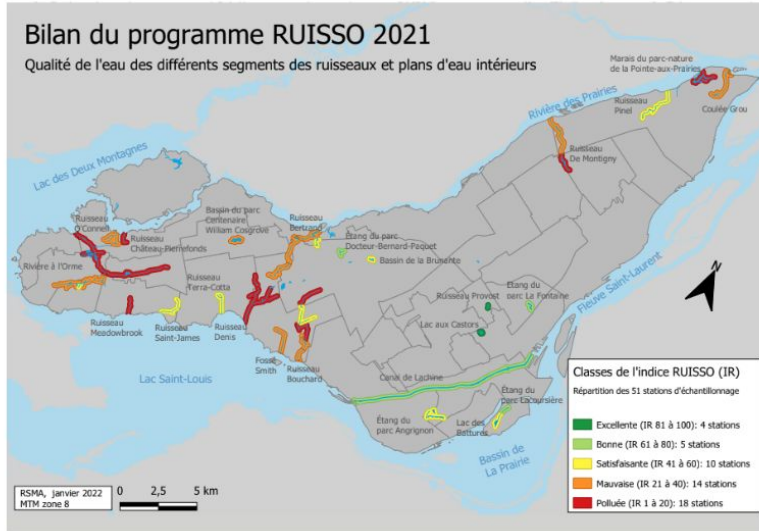 Bilan du programme RUISSO 2021
Qualité de l'eau des différents segments des ruisseaux et plans d'eau intérieurs
Marais du parc-nature
de la Pointe-aux-Prairies
Rivière des Prairies
Ruisseau
Pinel
Coulée Grou
Ruisseau
De Montigny
Lac des Deux Montagnes
Ruisseau
O'Connell
Ruisseau
Château-Pierrefonds
Bassin du parc
Centenaire
William Cosgrove
Ruisseau
Bertrand
Étang du parc
Docteur-Bernard-Paquet
Bassin de la Brunante
Rivière à l'Orme
Ruisseau
Terra-Cotta
Étang du
parc La Fontaine
Ruisseau Provost
Lac aux Castors
Fleuve Saint-Laurent
Ruisseau
Meadowbrook
Ruisseau
Saint-James
Ruisseau
Denis
Fossé
Smith
Ruisseau
Bouchard
Lac Saint-Louis
Canal de Lachine
Étang du
parc Lacoursière
Étang du
parc Angrignon
Lac des
Battures
Bassin de
La Prairie
Classes de l'indice RUISSO (IR)
Répartition des 51 stations d'échantillonnage
Excellente (IR 81 à 100): 4 stations
Bonne (IR 61 à 80): 5 stations
Satisfaisante (IR 41 à 60): 10 stations
Mauvaise (IR 21 à 40): 14 stations
Polluée (IR 1 à 20): 18 stations
RSMA, janvier 2022
MTM zone 8
0 2,5 5 km